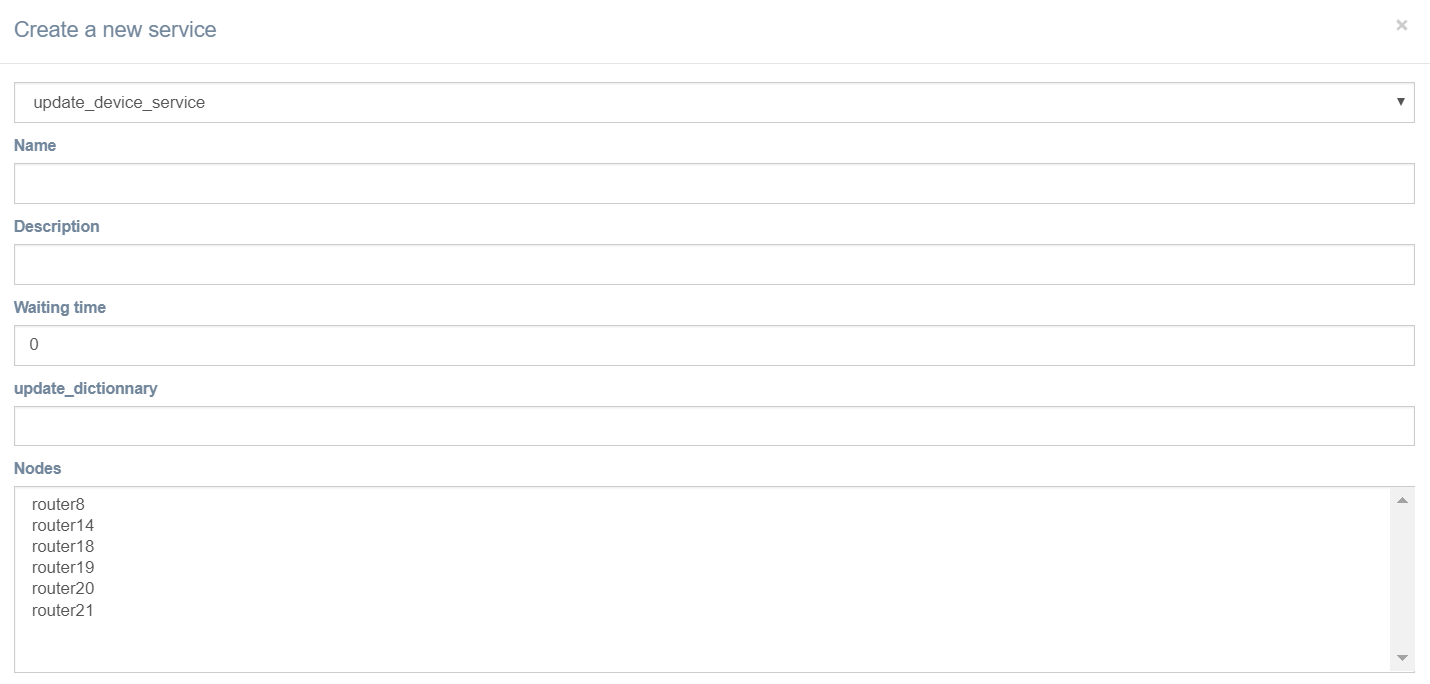 Create a new service
×
update_device_service
Name
Description
Waiting time
0
update_dictionnary
Nodes
router8
router14
router18
router19
router20
router21